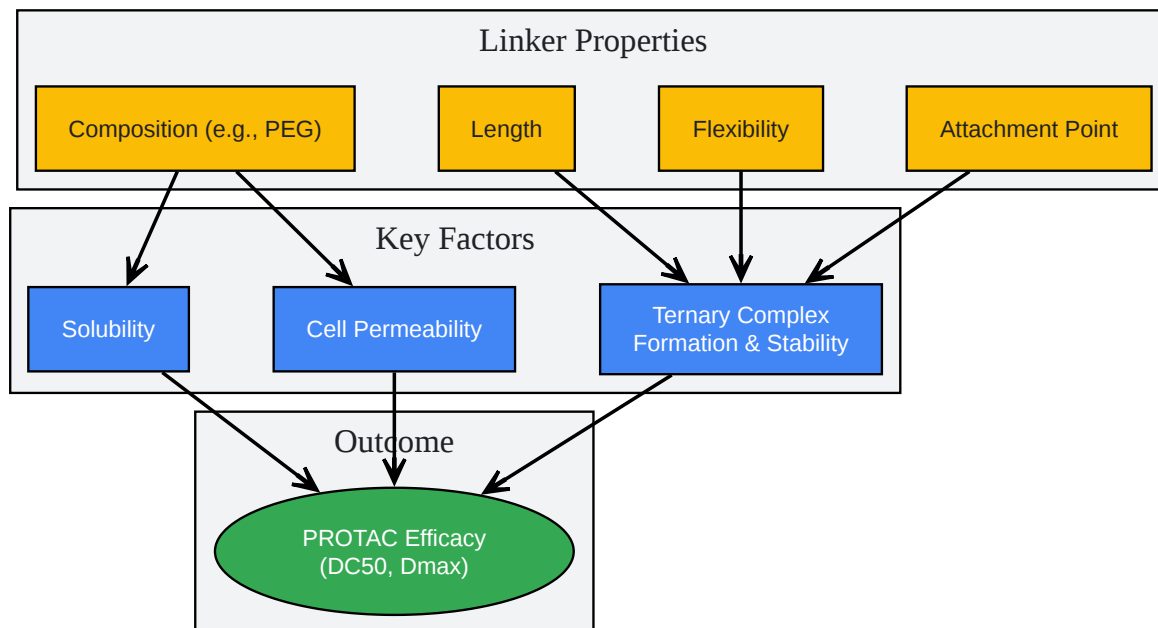 Linker Properties
Composition (e.g., PEG)
Length
Flexibility
Attachment Point
Key Factors
Solubility
Cell Permeability
Ternary Complex
Formation & Stability
Outcome
PROTAC Efficacy
(DC50, Dmax)